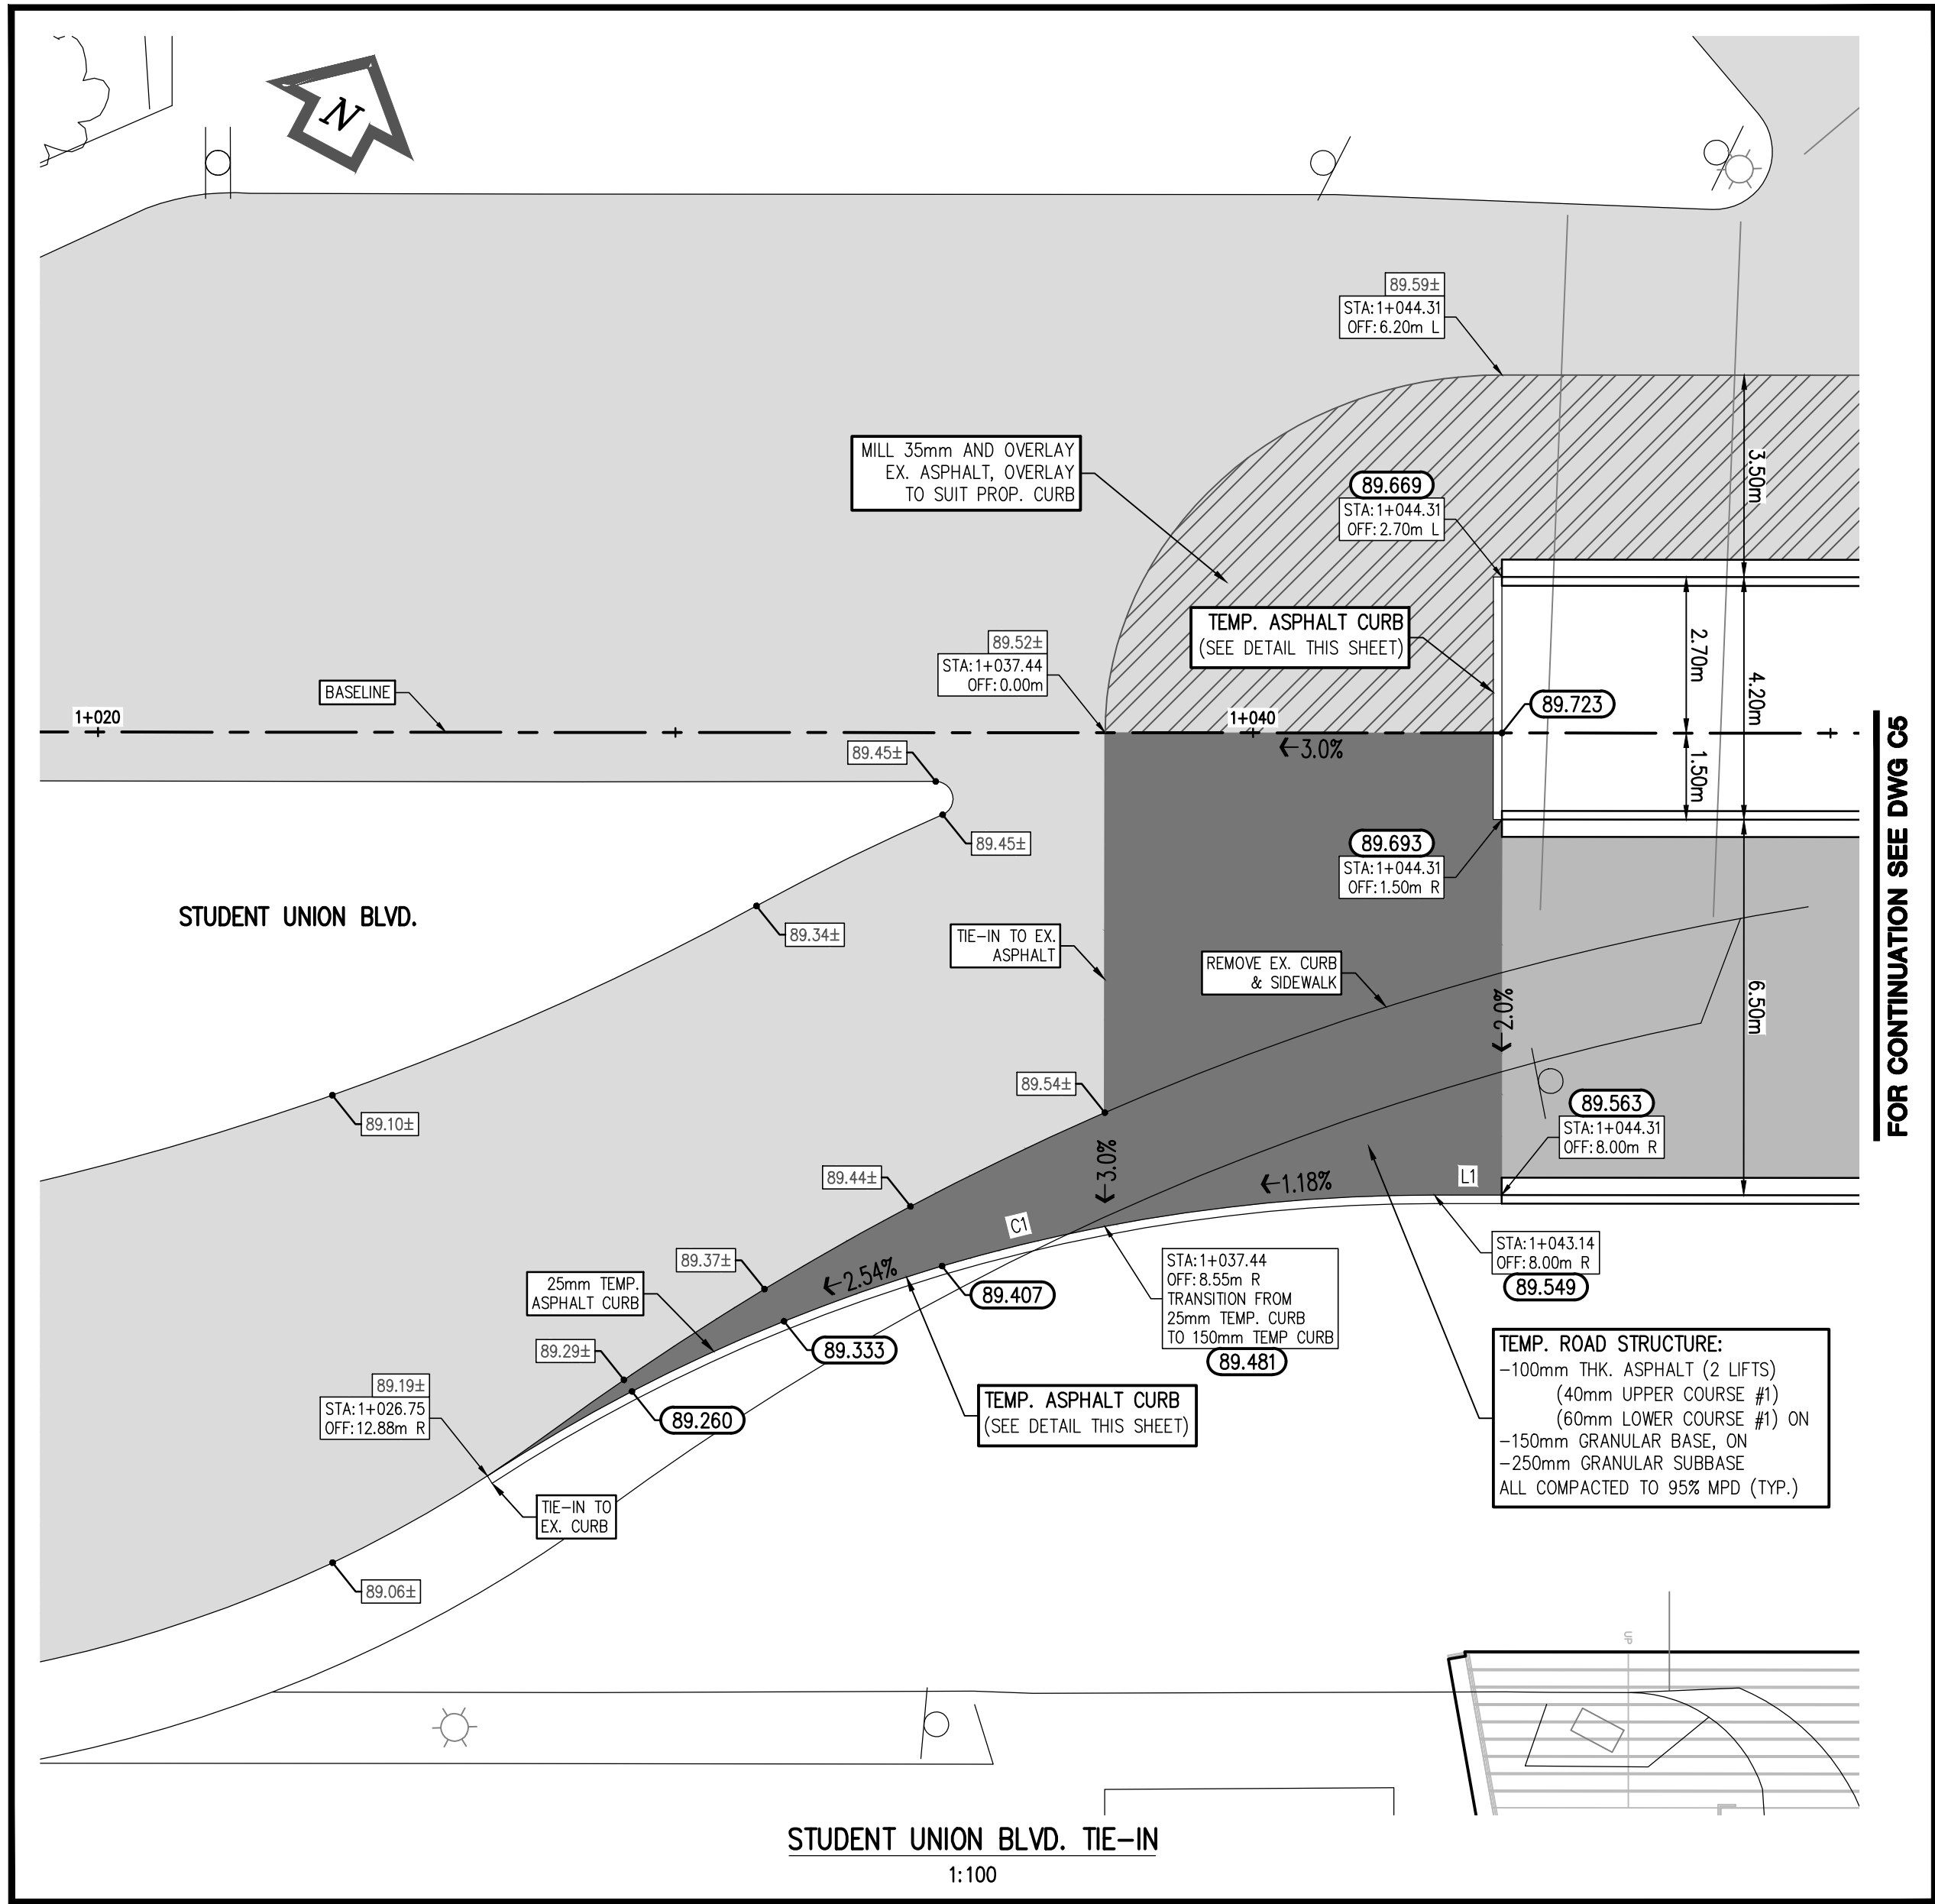 N
89.59±
STA:1+044.31
OFF:6.20m L
MILL 35mm AND OVERLAY
EX. ASPHALT, OVERLAY
TO SUIT PROP. CURB
89.669
STA:1+044.31
OFF:2.70m L
3.50m
TEMP. ASPHALT CURB
(SEE DETAIL THIS SHEET)
89.52±
STA:1+037.44
OFF:0.00m
BASELINE
2.70m
4.20m
89.723
1+020
1+040
←3.0%
89.45±
1.50m
89.45±
89.693
STA:1+044.31
OFF:1.50m R
FOR CONTINUATION SEE DWG C5
STUDENT UNION BLVD.
89.34±
TIE-IN TO EX.
ASPHALT
REMOVE EX. CURB
& SIDEWALK
←2.0%
6.50m
89.54±
89.10±
89.563
STA:1+044.31
OFF:8.00m R
←3.0%
89.44±
←1.18%
L1
C1
89.37±
←2.54%
25mm TEMP.
ASPHALT CURB
89.407
STA:1+037.44
OFF:8.55m R
TRANSITION FROM
25mm TEMP. CURB
TO 150mm TEMP CURB
89.481
STA:1+043.14
OFF:8.00m R
89.549
89.29±
89.333
89.19±
STA:1+026.75
OFF:12.88m R
89.260
TEMP. ASPHALT CURB
(SEE DETAIL THIS SHEET)
TEMP. ROAD STRUCTURE:
-100mm THK. ASPHALT (2 LIFTS)
(40mm UPPER COURSE #1)
(60mm LOWER COURSE #1) ON
-150mm GRANULAR BASE, ON
-250mm GRANULAR SUBBASE
ALL COMPACTED TO 95% MPD (TYP.)
TIE-IN TO
EX. CURB
89.06±
UP
STUDENT UNION BLVD. TIE-IN
1:100